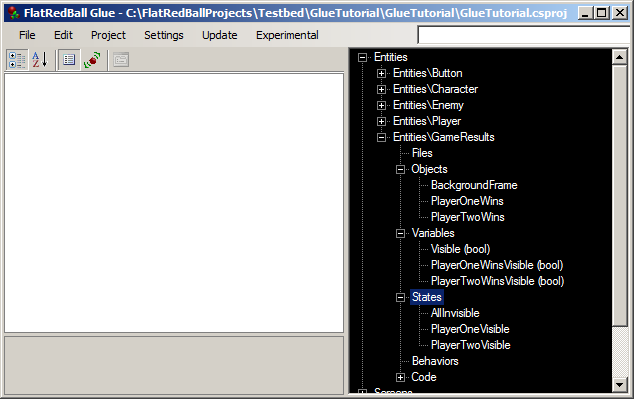 FlatRedBall Glue - C:\FlatRedBallProjects\Testbed\GlueTutorial\GlueTutorial\GlueTutorial.csproj
File Edit Project Settings Update Experimental
Entities
Entities\Button
Entities\Character
Entities\Enemy
Entities\Player
Entities\GameResults
Files
Objects
BackgroundFrame
PlayerOneWins
PlayerTwoWins
Variables
Visible (bool)
PlayerOneWinsVisible (bool)
PlayerTwoWinsVisible (bool)
States
AllInvisible
PlayerOneVisible
PlayerTwoVisible
Behaviors
Code
Screens